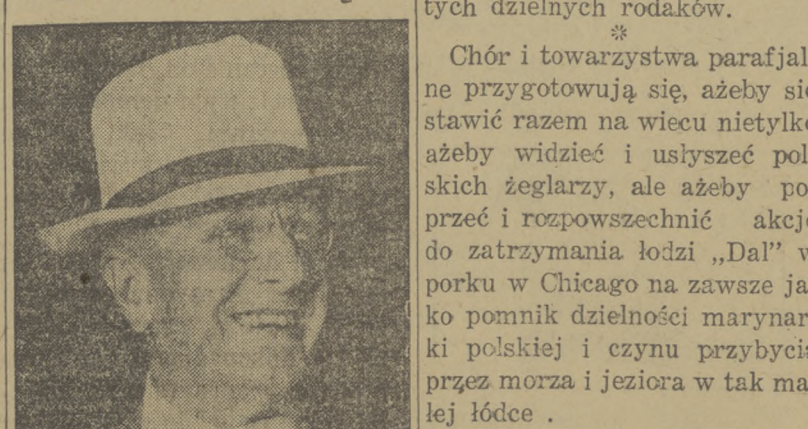 tych dzielnych rodaków.
*
Chór i towarzystwa parafjal
ne przygotowują się, ażeby się
stawić razem na wiecu nietylko
ażeby widzieć i usłyszeć pol
skich żeglarzy, ale ażeby po
przeć i rozpowszechnić akcję
do zatrzymania łodzi „Dal” w
porku w Chicago na zawsze ja
ko pomnik dzielności marynar
ki polskiej i czynu przybycia
przez morza i jeziora w tak ma
łej łódce .